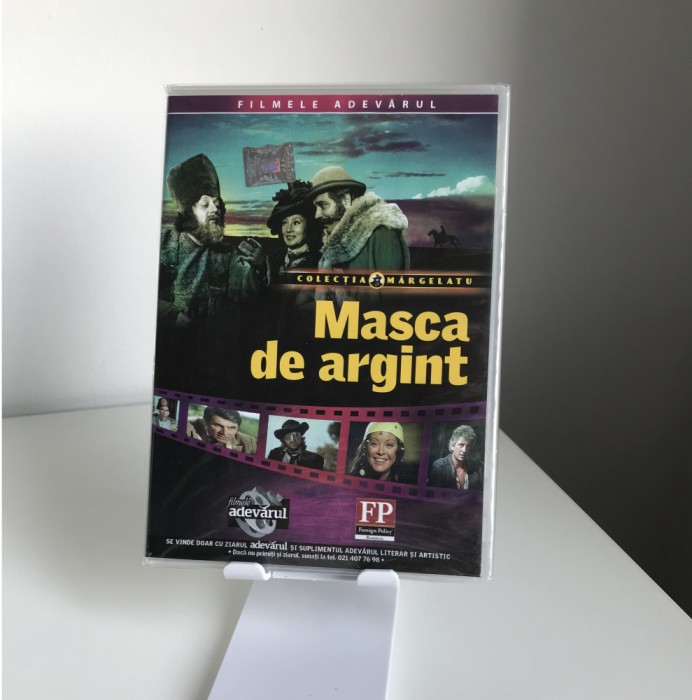 FILMELE ADEVĂRUL
COLECȚIA MĂRGELATU
Masca
de argint
filmele
adevărul
FP
Foreign Policy
România
SE VINDE DOAR CU ZIARUL adevărul ȘI SUPLIMENTUL ADEVĂRUL LITERAR ȘI ARTISTIC
• Dacă nu primiți și ziarul, sunați la tel. 021 407 76 98 •